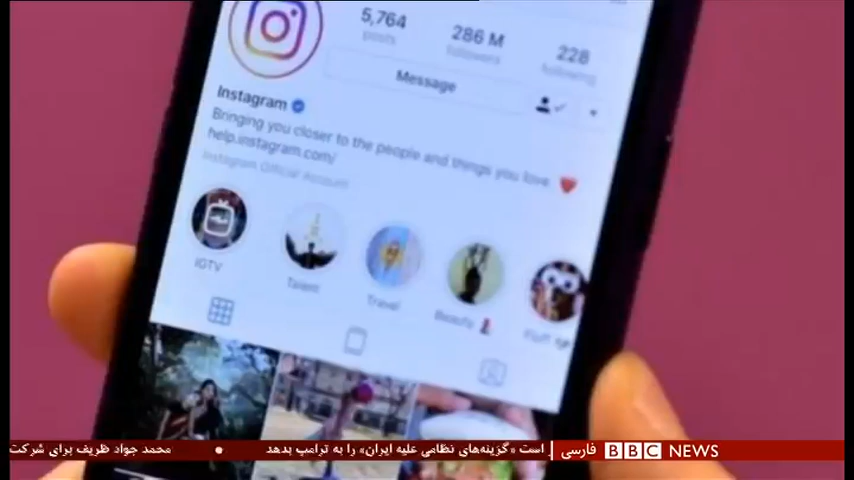 5,764
posts
286 M
followers
228
following
Message
Instagram
Bringing you closer to the people and things you love ❤️
help.instagram.com/
Instagram Official Account
IGTV
Talent
Travel
Beauty
Fluff
محمد جواد ظریف برای شرکت
است «گزینه‌های نظامی علیه ایران» را به ترامپ بدهد
BBC NEWS فارسی